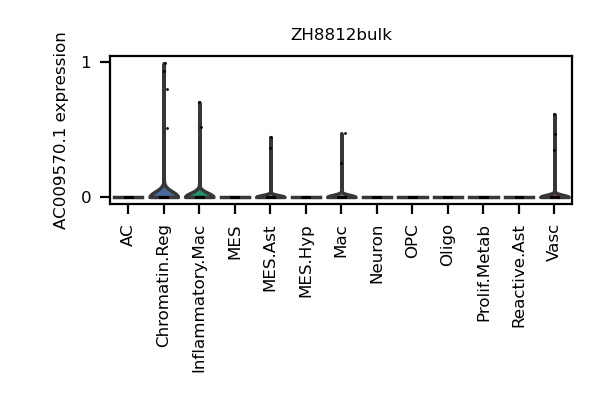 ZH8812bulk
AC009570.1 expression
1
0
AC
Chromatin.Reg
Inflammatory.Mac
MES
MES.Ast
MES.Hyp
Mac
Neuron
OPC
Oligo
Prolif.Metab
Reactive.Ast
Vasc